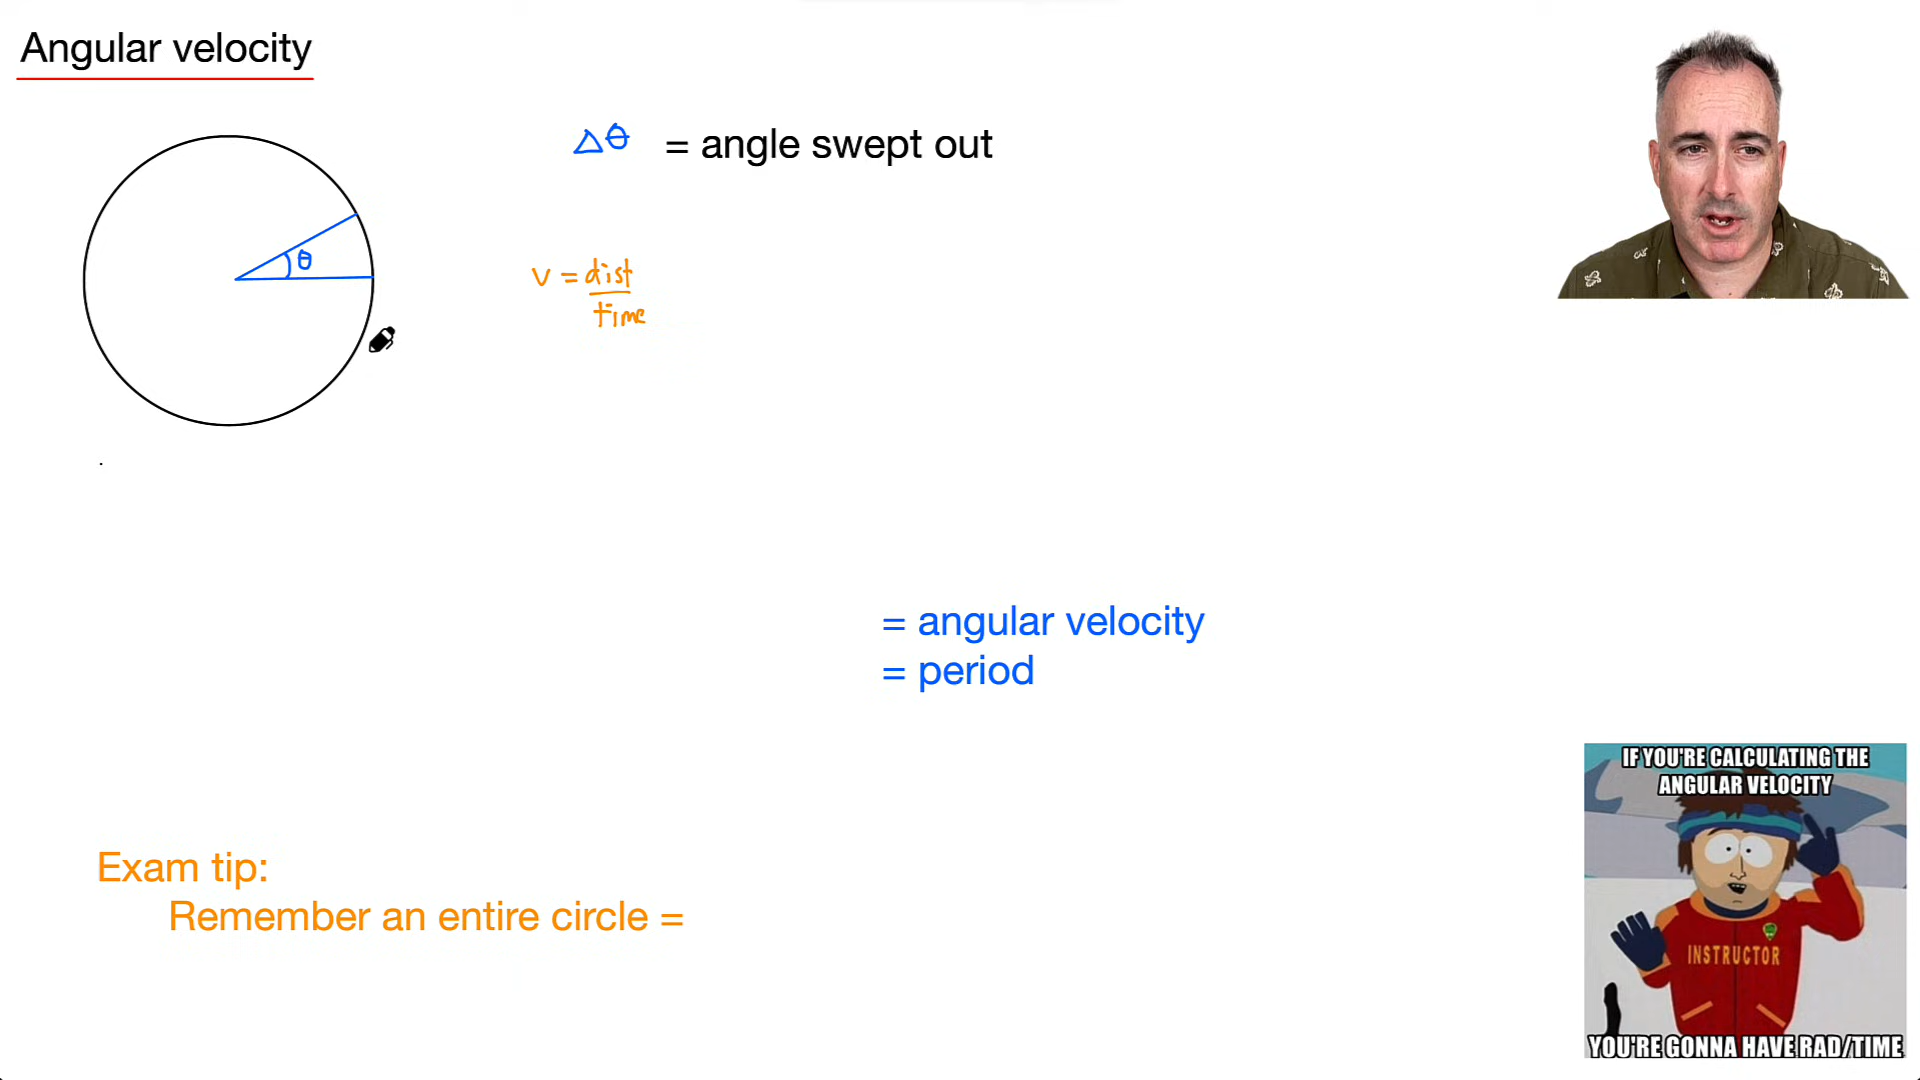 Angular velocity
Δθ = angle swept out
θ
v = dist
time
= angular velocity
= period
Exam tip:
Remember an entire circle =
IF YOU'RE CALCULATING THE
ANGULAR VELOCITY
INSTRUCTOR
YOU'RE GONNA HAVE RAD/TIME